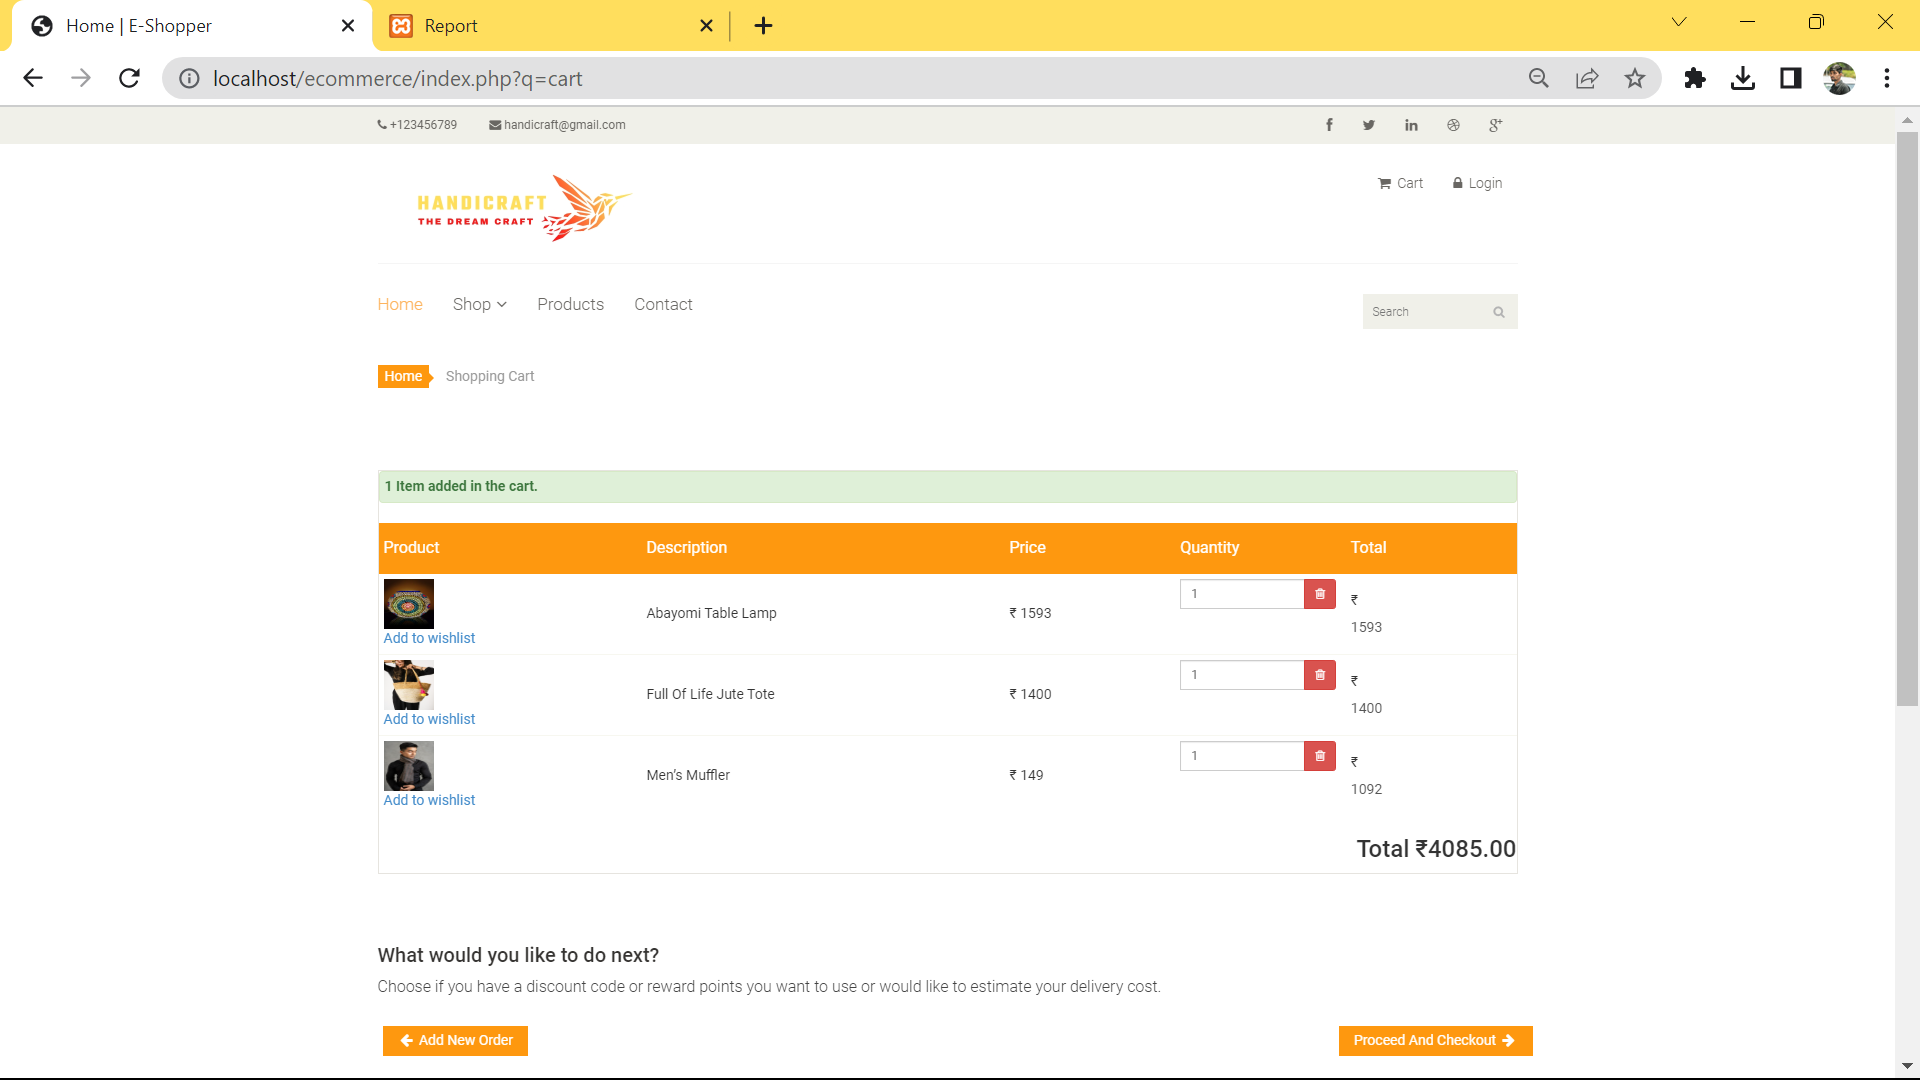 Home | E-Shopper
Report
localhost/ecommerce/index.php?q=cart
+123456789
handicraft@gmail.com
HANDICRAFT
THE DREAM CRAFT
Cart
Login
Home
Shop
Products
Contact
Search
Home
Shopping Cart
1 Item added in the cart.
Product Description Price Quantity Total
Abayomi Table Lamp ₹ 1593 1 ₹
1593
Add to wishlist
Full Of Life Jute Tote ₹ 1400 1 ₹
1400
Add to wishlist
Men's Muffler ₹ 149 1 ₹
1092
Add to wishlist
Total ₹4085.00
What would you like to do next?
Choose if you have a discount code or reward points you want to use or would like to estimate your delivery cost.
Add New Order
Proceed And Checkout